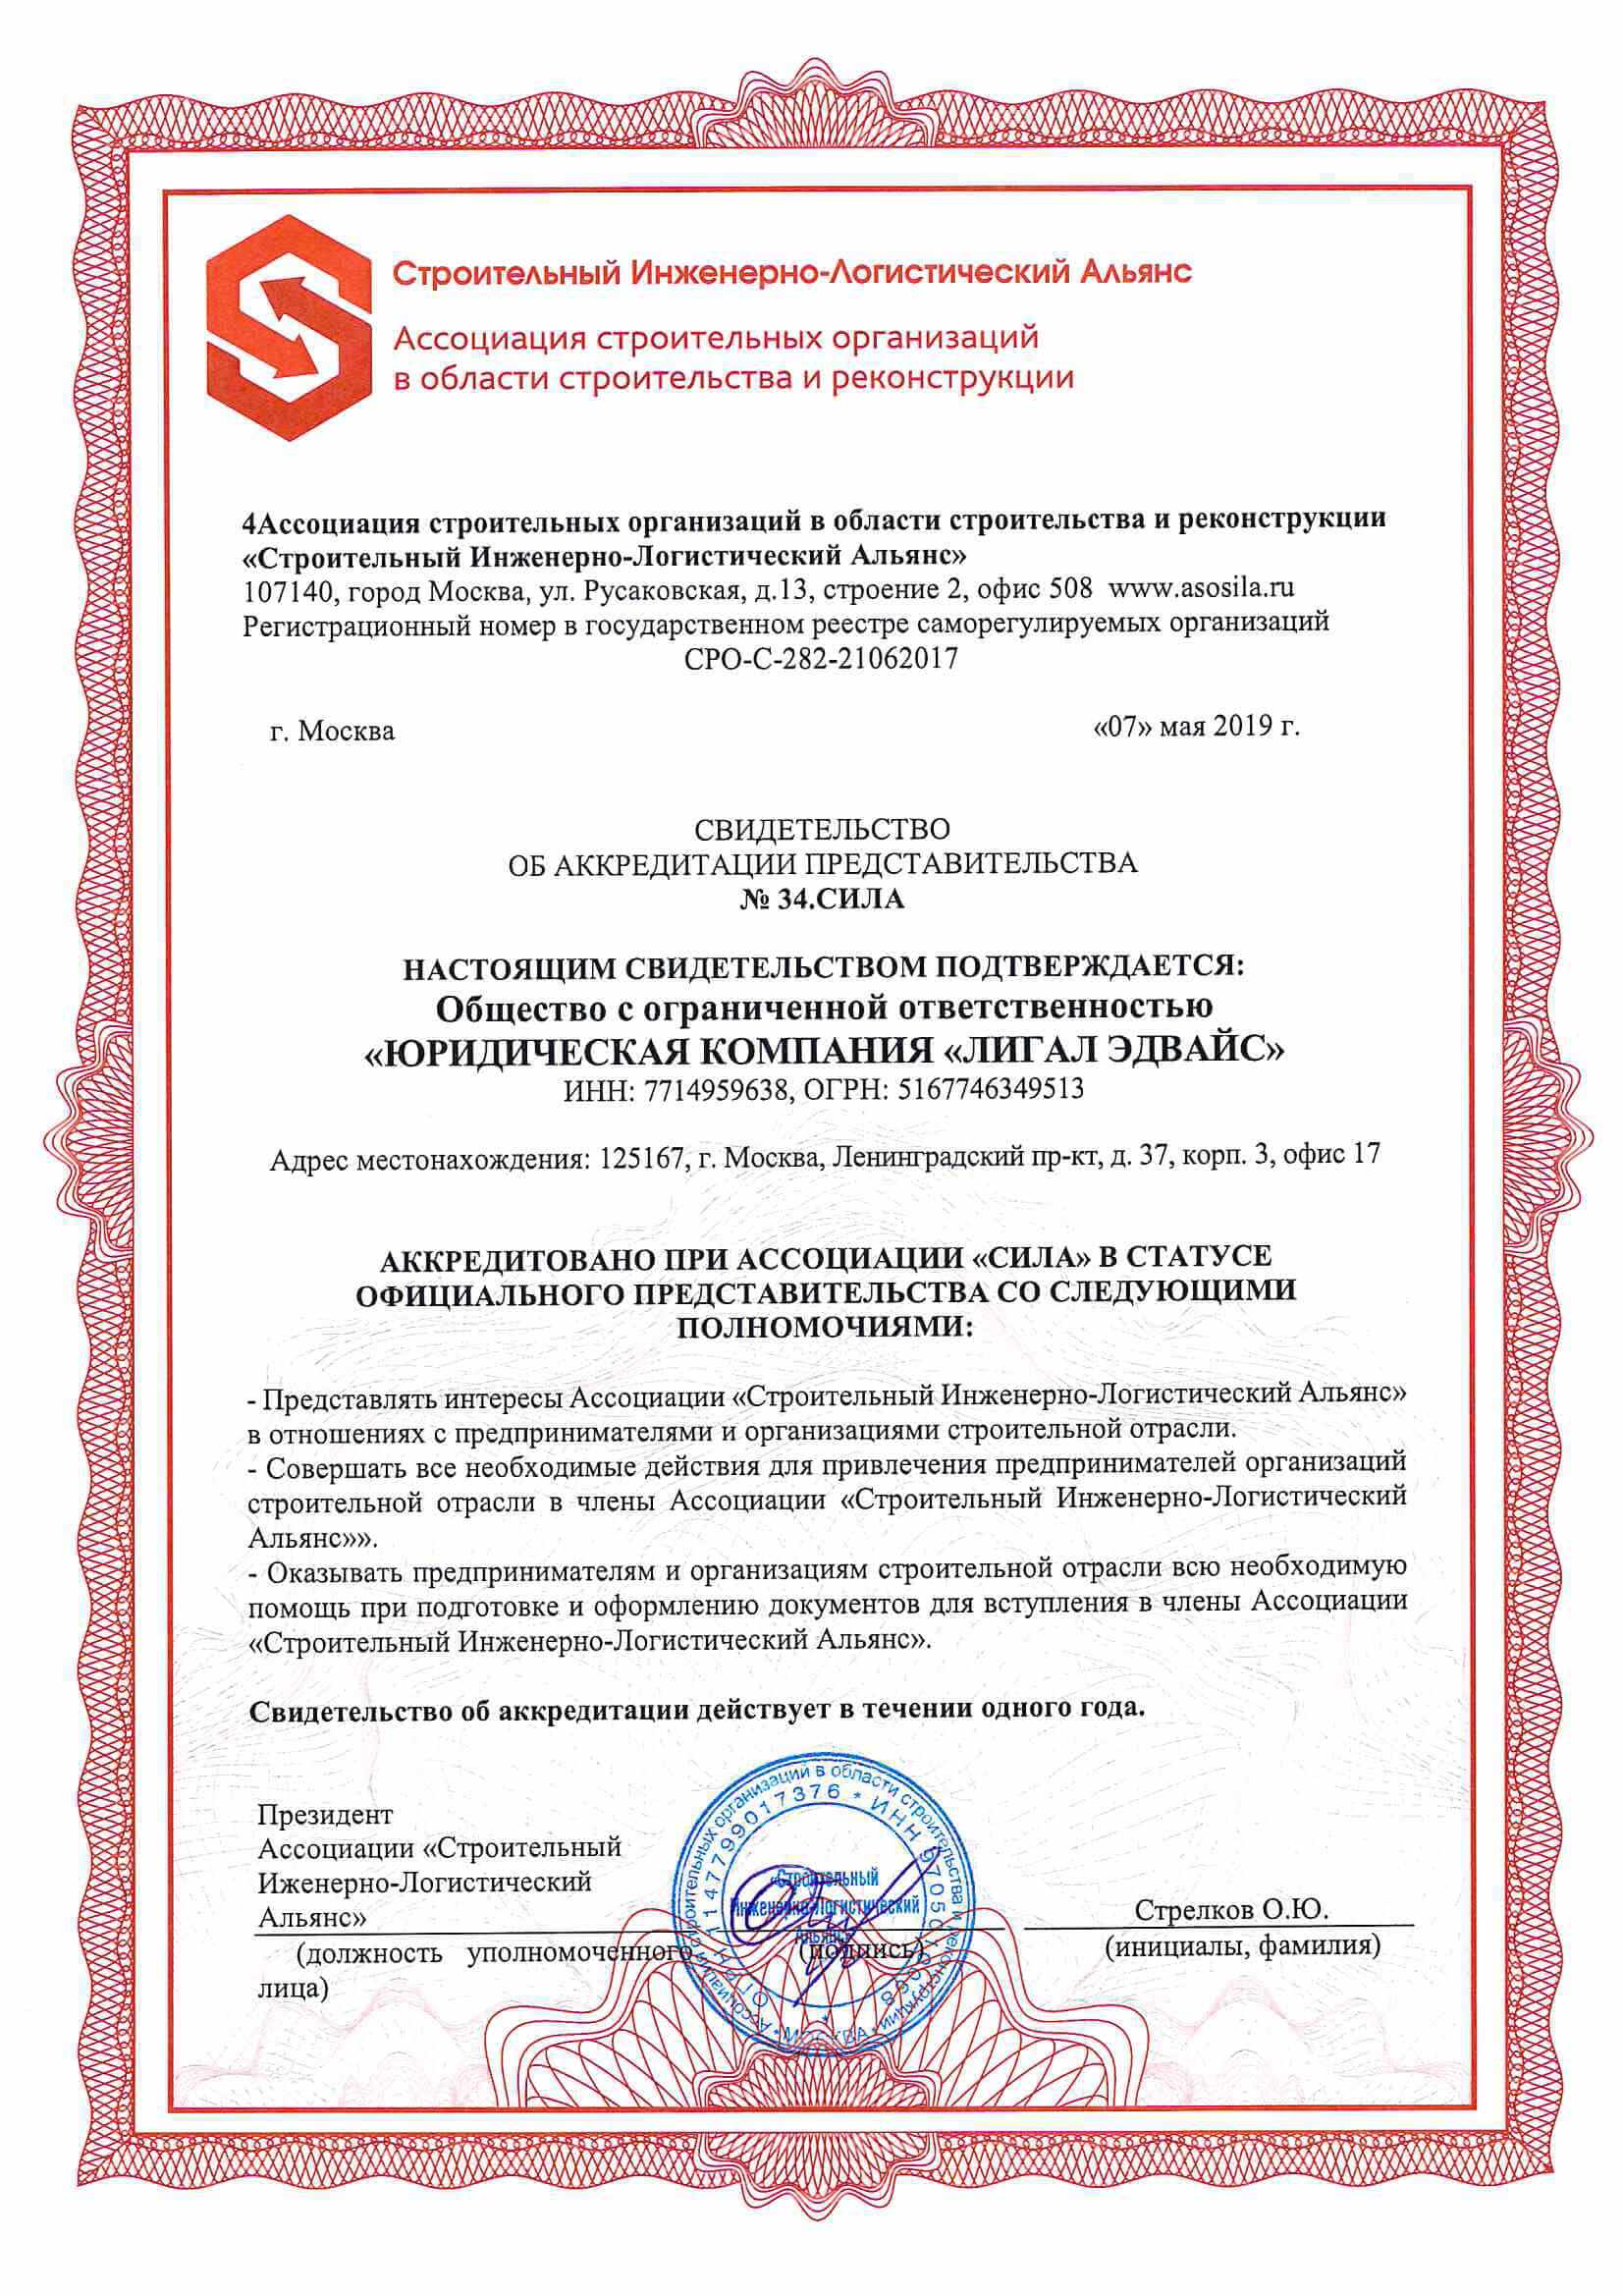 Строительный Инженерно-Логистический Альянс
Ассоциация строительных организаций
в области строительства и реконструкции
4Ассоциация строительных организаций в области строительства и реконструкции
«Строительный Инженерно-Логистический Альянс»
107140, город Москва, ул. Русаковская, д.13, строение 2, офис 508 www.asosila.ru
Регистрационный номер в государственном реестре саморегулируемых организаций
СРО-С-282-21062017
г. Москва «07» мая 2019 г.
СВИДЕТЕЛЬСТВО
ОБ АККРЕДИТАЦИИ ПРЕДСТАВИТЕЛЬСТВА
№ 34.СИЛА
НАСТОЯЩИМ СВИДЕТЕЛЬСТВОМ ПОДТВЕРЖДАЕТСЯ:
Общество с ограниченной ответственностью
«ЮРИДИЧЕСКАЯ КОМПАНИЯ «ЛИГАЛ ЭДВАЙС»
ИНН: 7714959638, ОГРН: 5167746349513
Адрес местонахождения: 125167, г. Москва, Ленинградский пр-кт, д. 37, корп. 3, офис 17
АККРЕДИТОВАНО ПРИ АССОЦИАЦИИ «СИЛА» В СТАТУСЕ
ОФИЦИАЛЬНОГО ПРЕДСТАВИТЕЛЬСТВА СО СЛЕДУЮЩИМИ
ПОЛНОМОЧИЯМИ:
- Представлять интересы Ассоциации «Строительный Инженерно-Логистический Альянс»
в отношениях с предпринимателями и организациями строительной отрасли.
- Совершать все необходимые действия для привлечения предпринимателей организаций
строительной отрасли в члены Ассоциации «Строительный Инженерно-Логистический
Альянс»».
- Оказывать предпринимателям и организациям строительной отрасли всю необходимую
помощь при подготовке и оформлению документов для вступления в члены Ассоциации
«Строительный Инженерно-Логистический Альянс».
Свидетельство об аккредитации действует в течении одного года.
Президент
Ассоциации «Строительный
Иженерно-Логистический
Альянс»
(должность уполномоченного
лица)
(подпись)
Стрелков О.Ю.
(инициалы, фамилия)
Ассоциация строительных организаций в области строительства и реконструкции
ОГРН 1147799017376 * ИНН
МОСКВА
«Строительный
Инженерно-Логистический
Альянс»